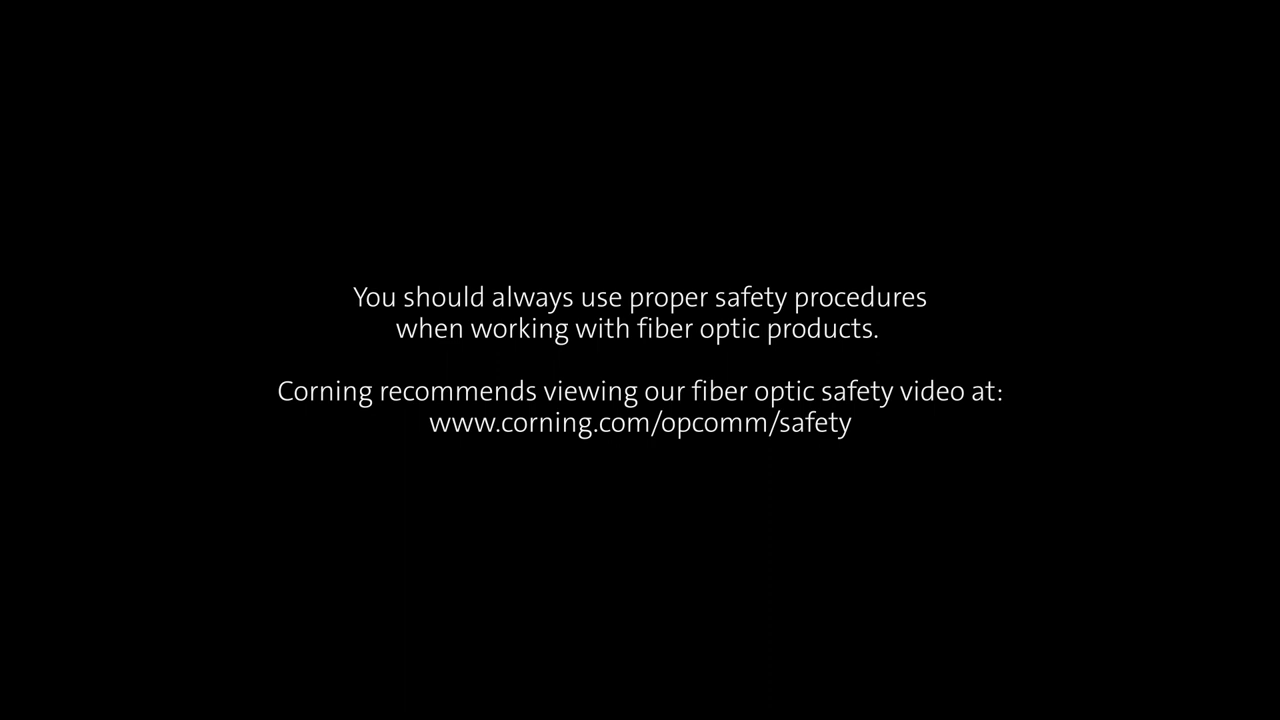 You should always use proper safety procedures
when working with fiber optic products.
Corning recommends viewing our fiber optic safety video at:
www.corning.com/opcomm/safety